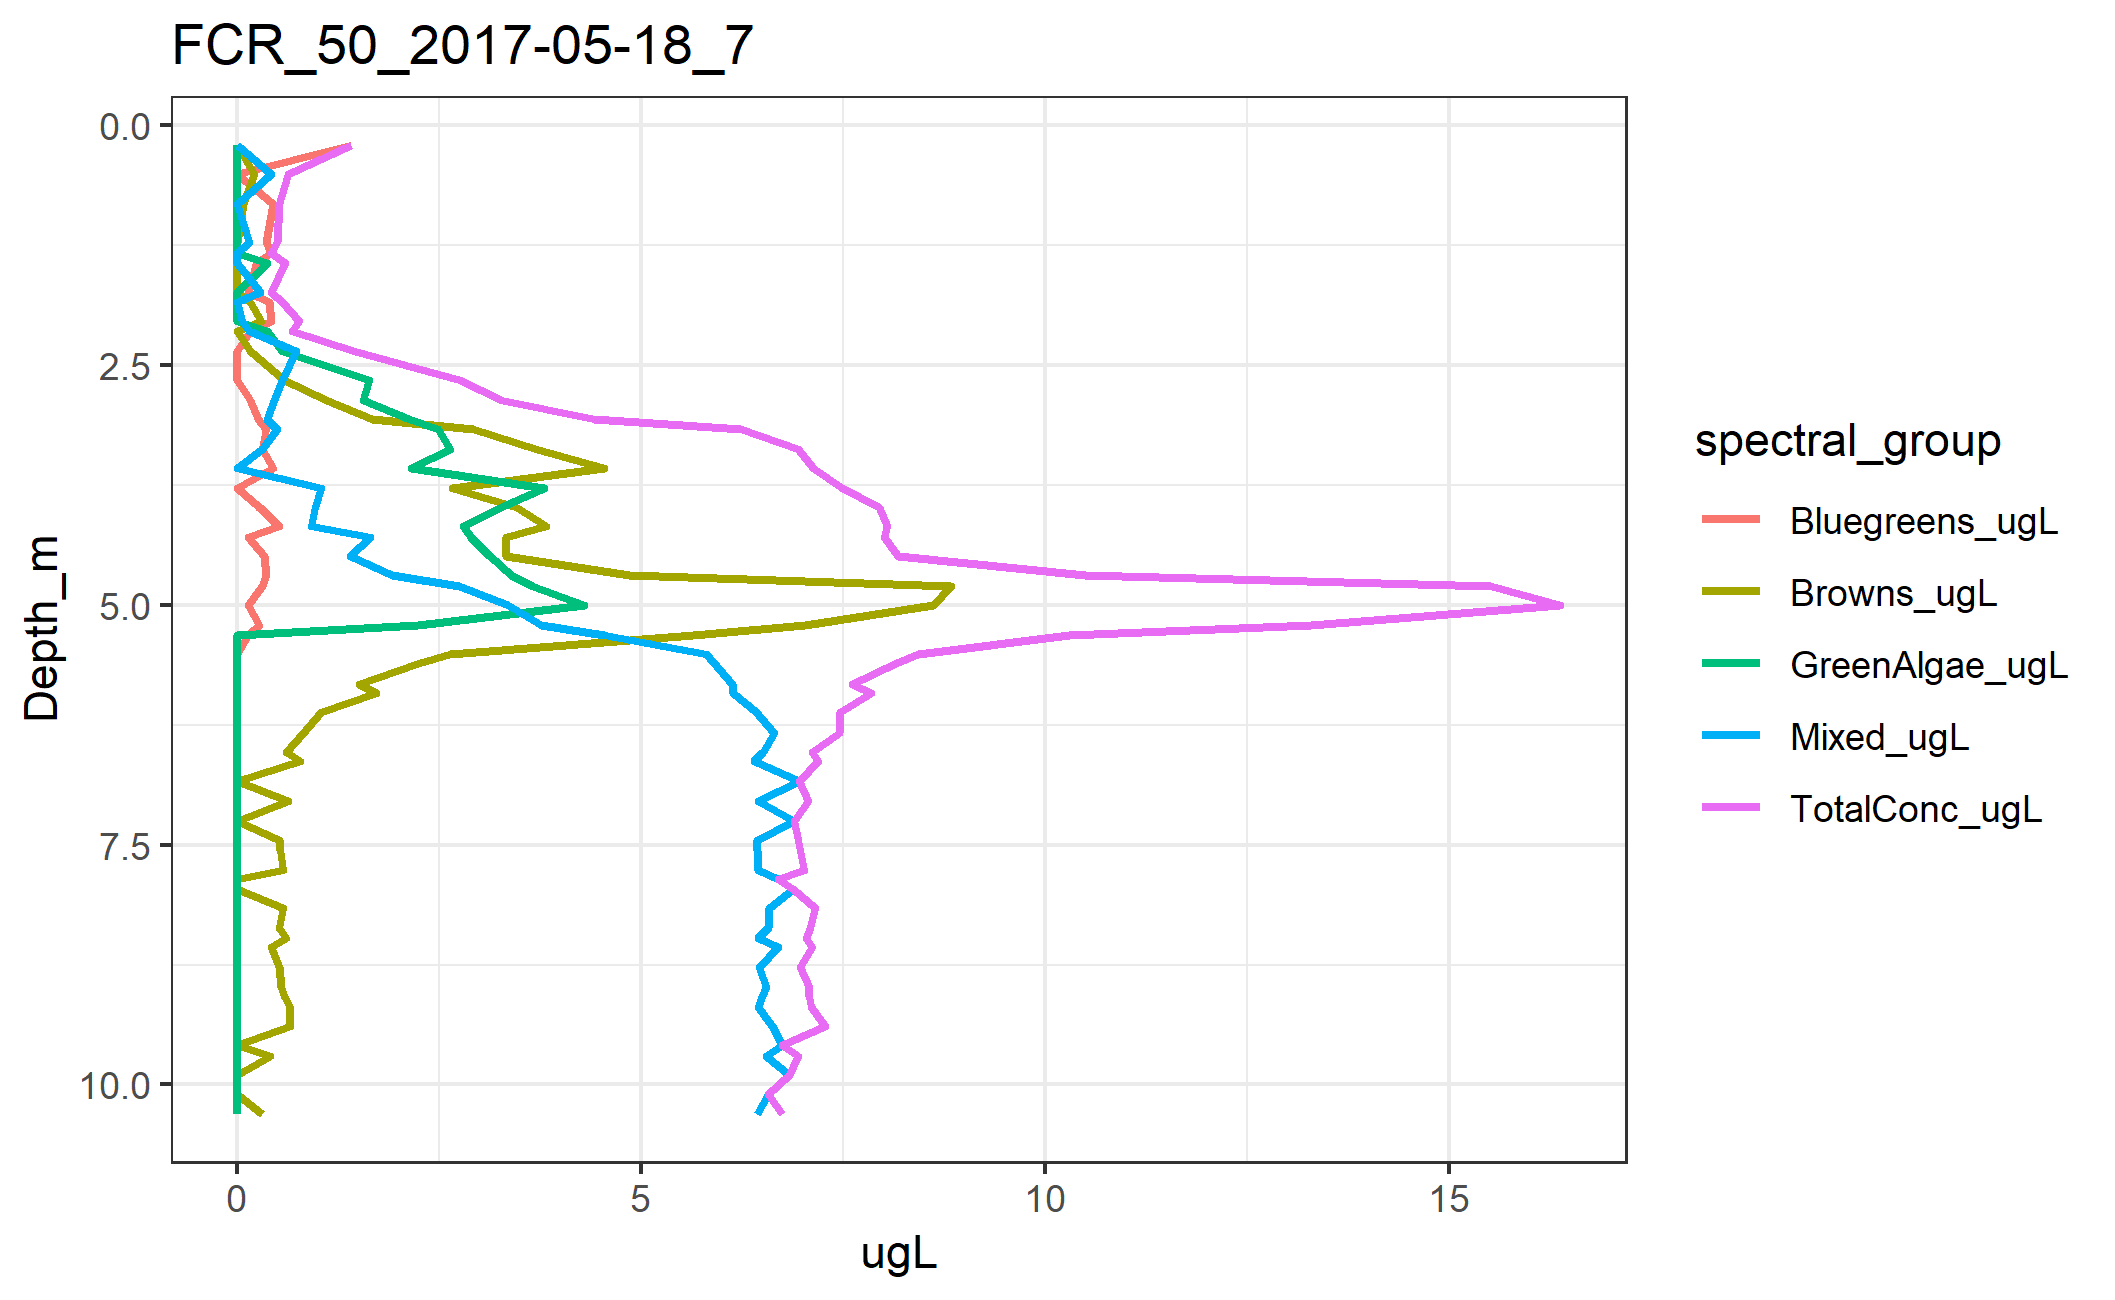 FCR_50_2017-05-18_7
0.0
2.5
5.0
7.5
10.0
Depth_m
0 5 10 15
ugL
spectral_group
Bluegreens_ugL
Browns_ugL
GreenAlgae_ugL
Mixed_ugL
TotalConc_ugL